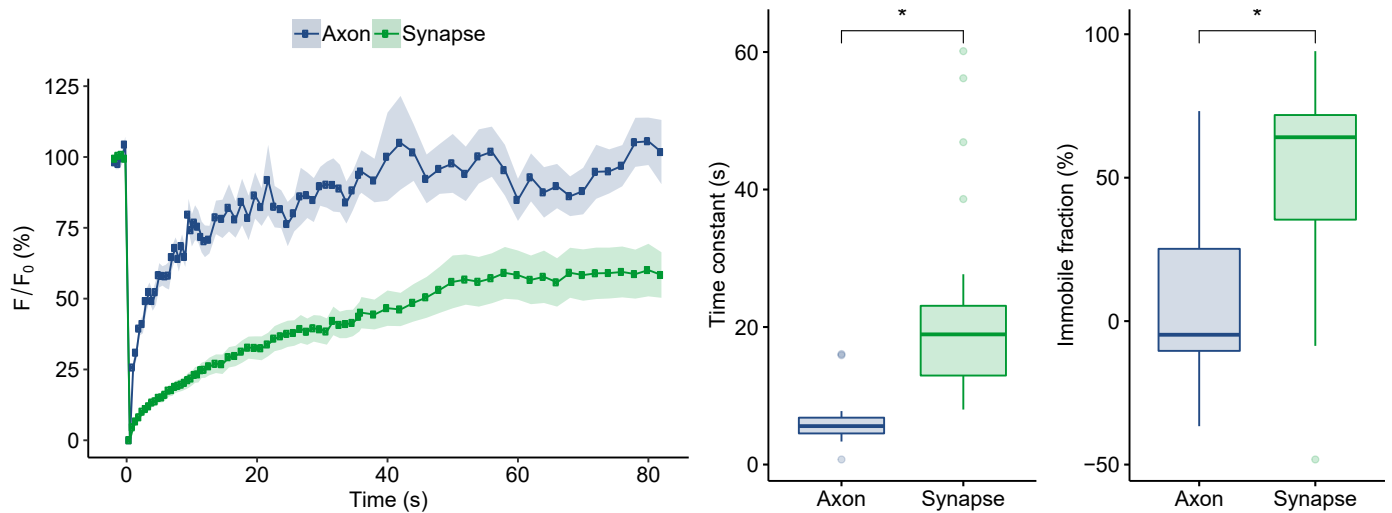 Axon Synapse
F / F0 (%)
125
100
75
50
25
0
0 20 40 60 80
Time (s)
*
Time constant (s)
60
40
20
0
Axon Synapse
*
Immobile fraction (%)
100
50
0
−50
Axon Synapse